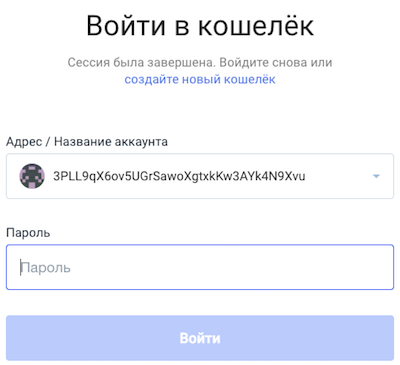 Войти в кошелёк
Сессия была завершена. Войдите снова или
создайте новый кошелёк
Адрес / Название аккаунта
3PLL9qX6ov5UGrSawoXgtxkKw3AYk4N9Xvu
Пароль
Пароль
Войти